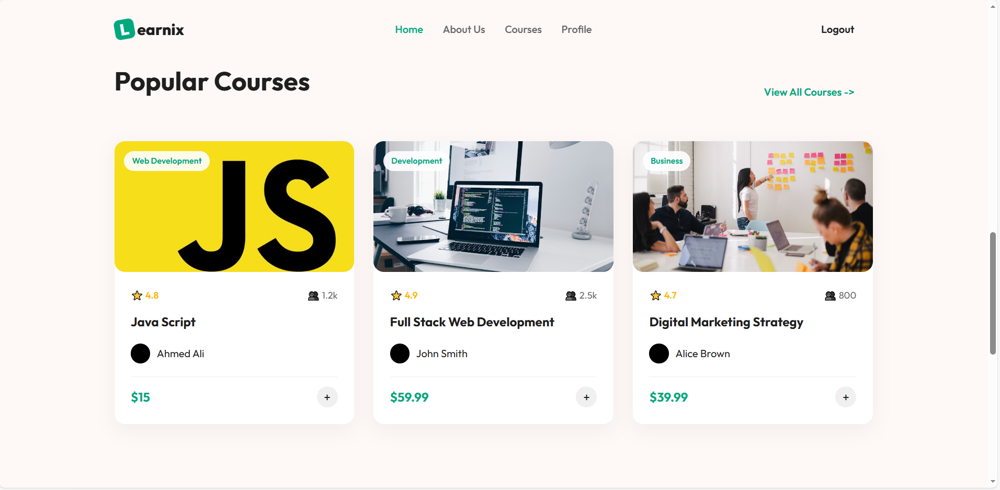 Learnix
Home
About Us
Courses
Profile
Logout
Popular Courses
View All Courses ->
Web Development
JS
4.8
1.2k
Java Script
Ahmed Ali
$15
+
Development
4.9
2.5k
Full Stack Web Development
John Smith
$59.99
+
Business
4.7
800
Digital Marketing Strategy
Alice Brown
$39.99
+